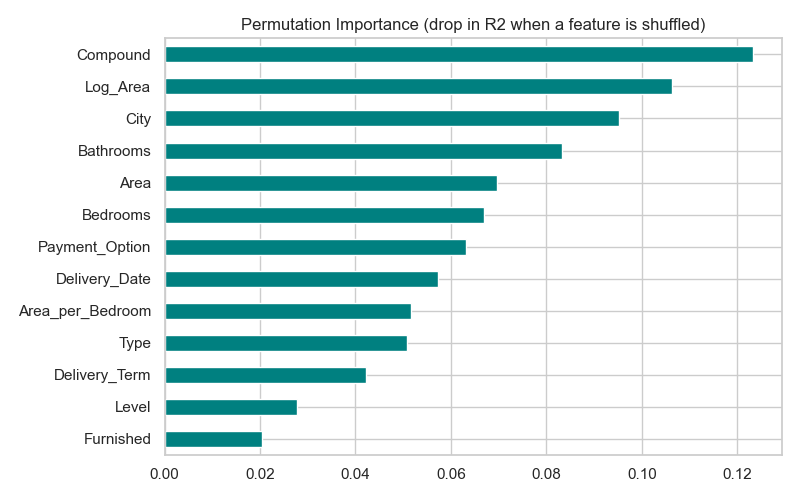 Permutation Importance (drop in R2 when a feature is shuffled)
Compound
Log_Area
City
Bathrooms
Area
Bedrooms
Payment_Option
Delivery_Date
Area_per_Bedroom
Type
Delivery_Term
Level
Furnished
0.00 0.02 0.04 0.06 0.08 0.10 0.12